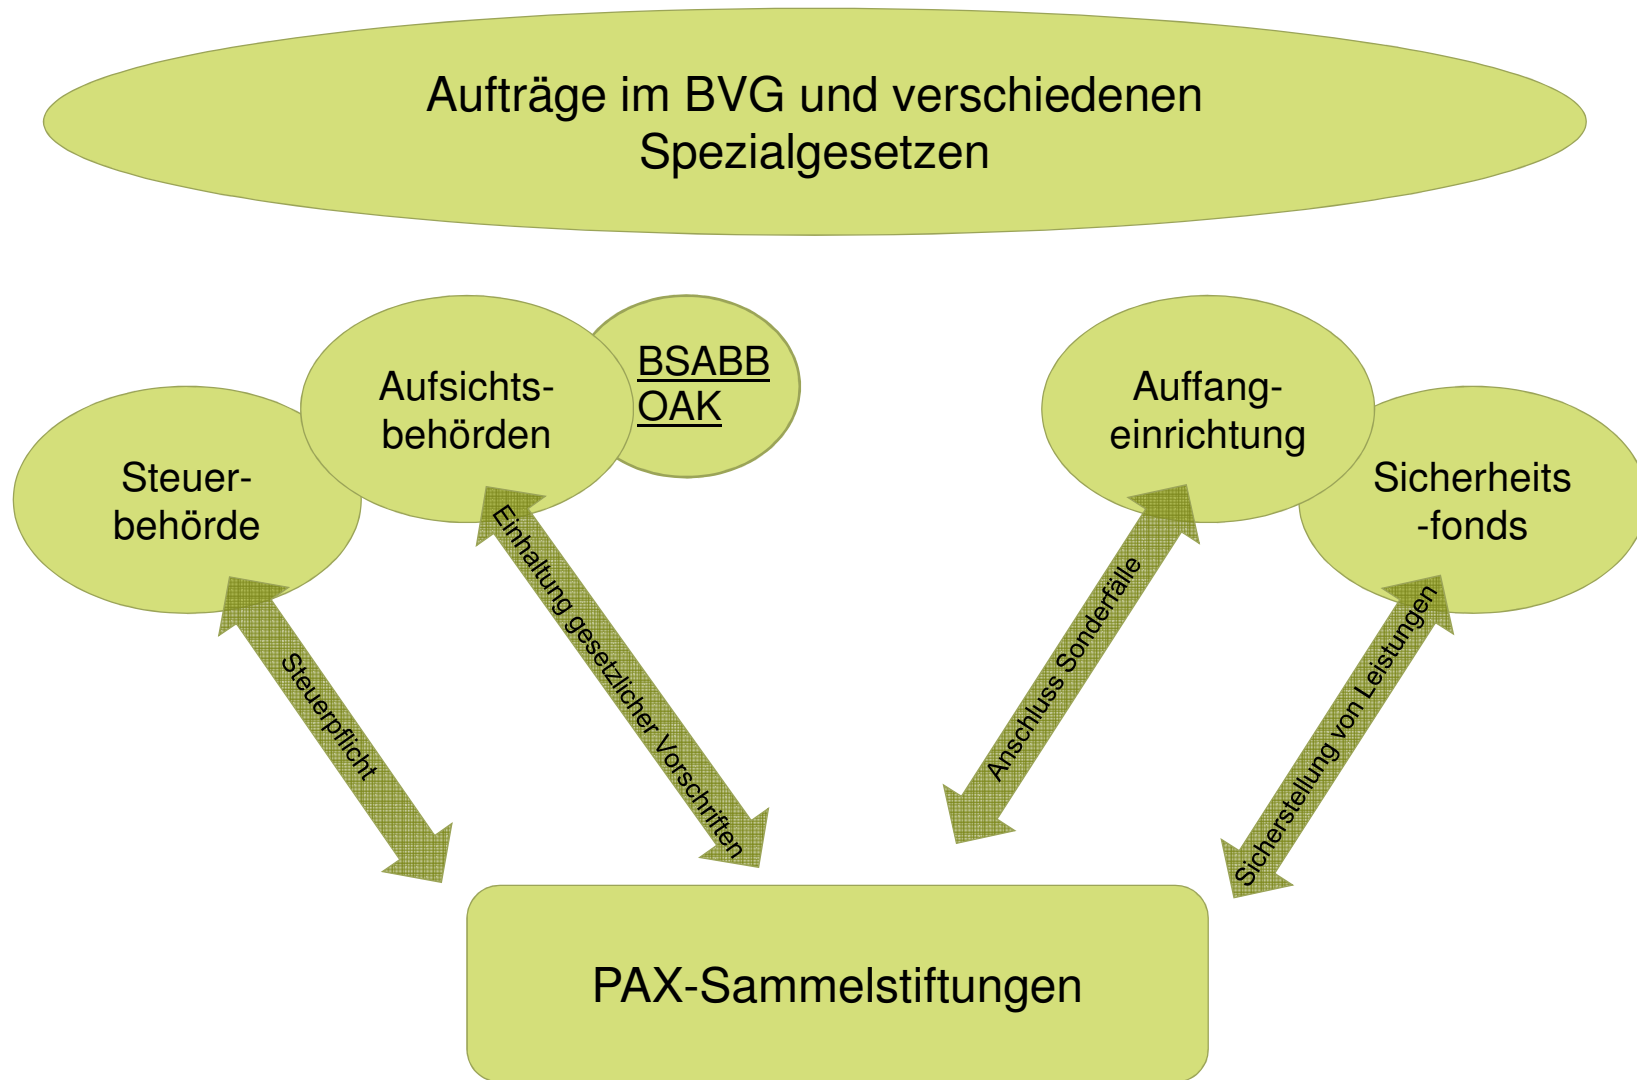 Aufträge im BVG und verschiedenen
Spezialgesetzen
Steuer-
behörde
Aufsichts-
behörden
BSABB
OAK
Auffang-
einrichtung
Sicherheits
-fonds
Steuerpflicht
Einhaltung gesetzlicher Vorschriften
Anschluss Sonderfälle
Sicherstellung von Leistungen
PAX-Sammelstiftungen